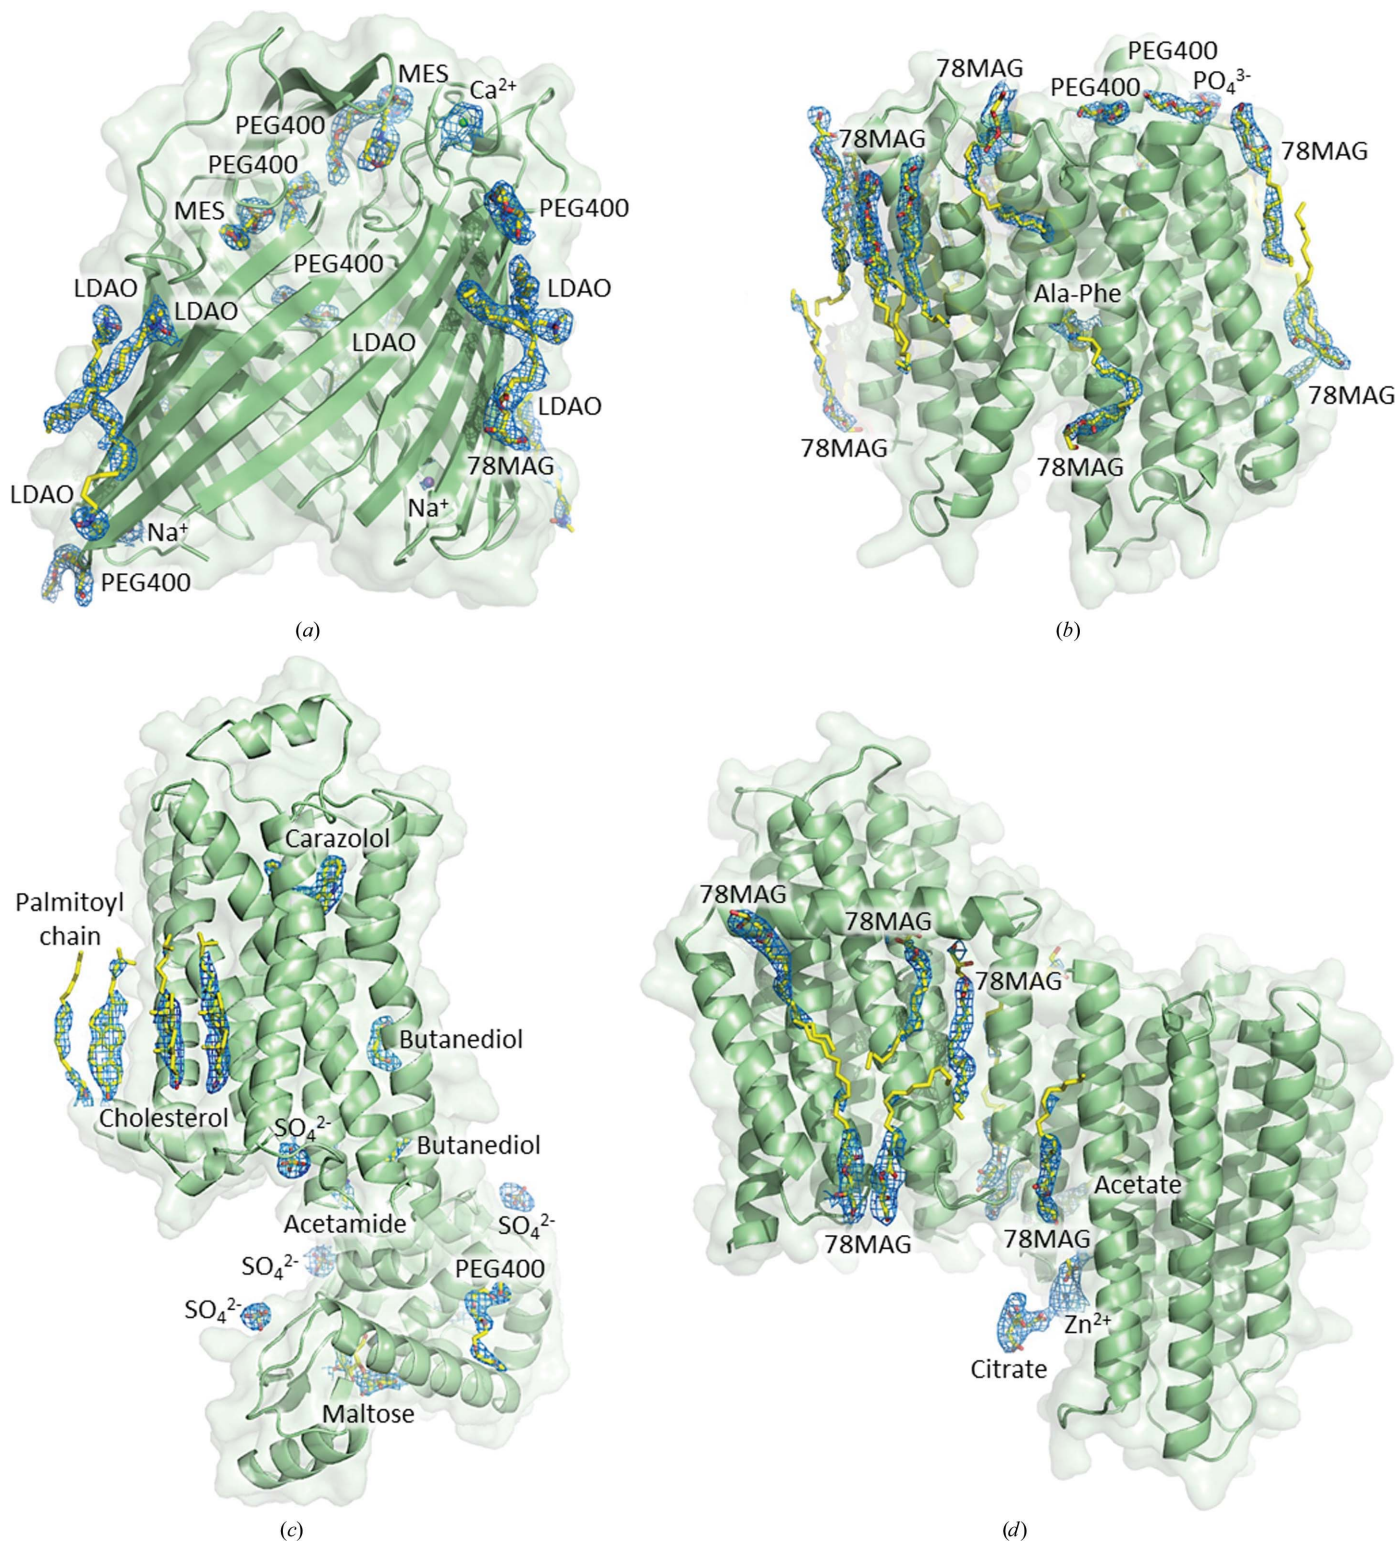 MES
Ca²⁺
PEG400
PEG400
MES
PEG400
PEG400
LDAO
LDAO
LDAO
LDAO
LDAO
78MAG
LDAO
Na⁺
Na⁺
PEG400
(a)
PEG400
78MAG
PEG400
PO₄³⁻
78MAG
78MAG
Ala-Phe
78MAG
78MAG
78MAG
(b)
Carazolol
Palmitoyl
chain
Butanediol
Cholesterol
SO₄²⁻
Butanediol
Acetamide
SO₄²⁻
SO₄²⁻
PEG400
SO₄²⁻
Maltose
(c)
78MAG
78MAG
78MAG
Acetate
78MAG
78MAG
Zn²⁺
Citrate
(d)